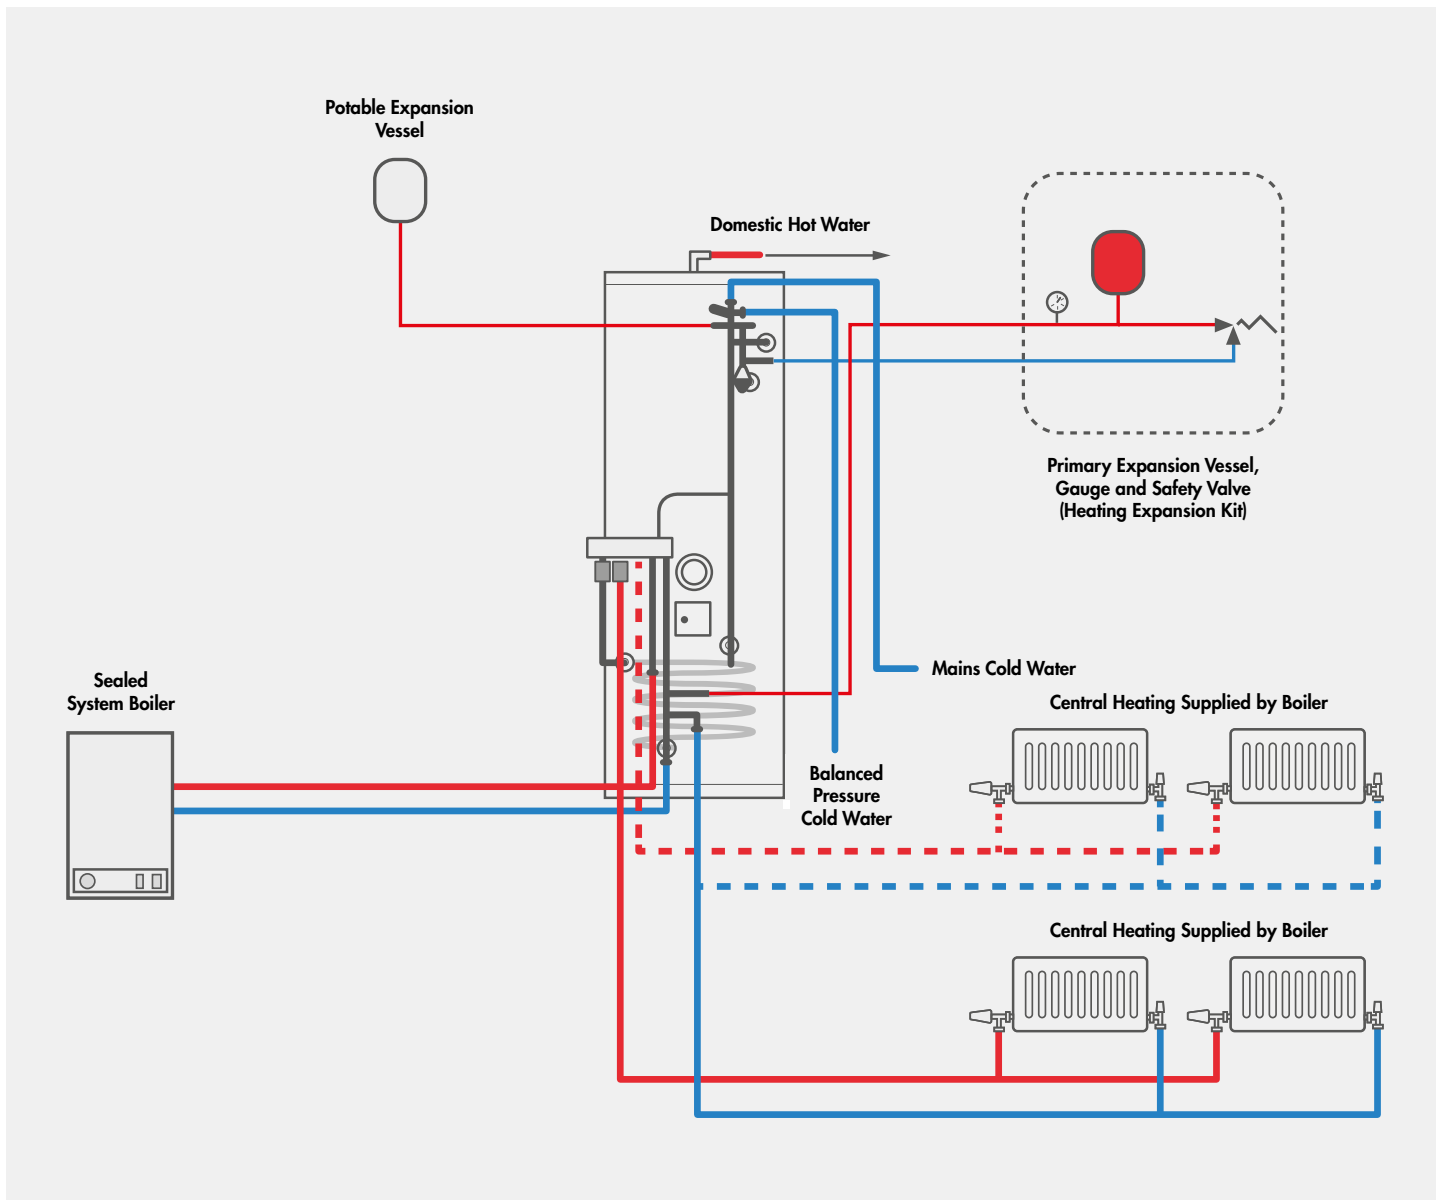 Potable Expansion
Vessel
Domestic Hot Water
Primary Expansion Vessel,
Gauge and Safety Valve
(Heating Expansion Kit)
Sealed
System Boiler
Mains Cold Water
Central Heating Supplied by Boiler
Balanced
Pressure
Cold Water
Central Heating Supplied by Boiler